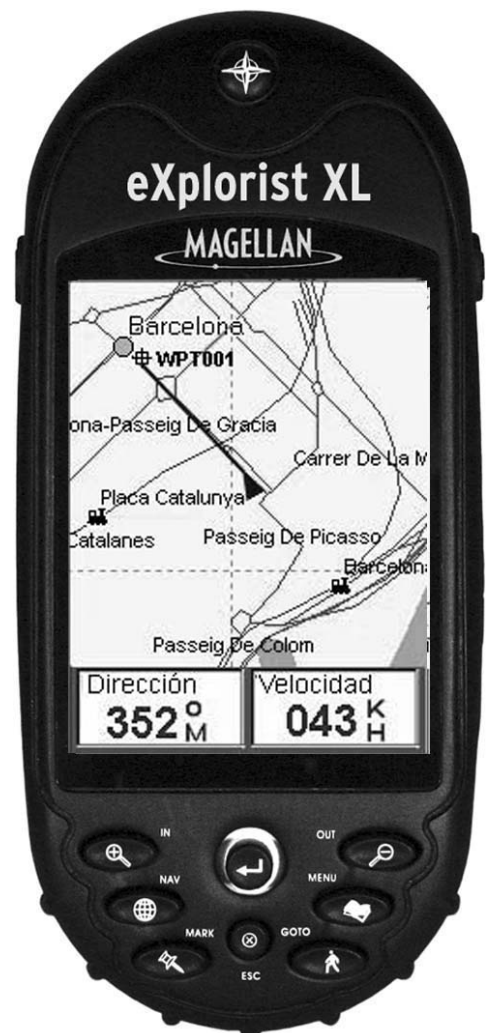 eXplorist XL
MAGELLAN
Barcelona
WPT001
ona-Passeig De Gracia
Carrer De La M
Placa Catalunya
Catalanes
Passeig De Picasso
Barcelon
Passeig De Colom
Dirección
Velocidad
352 º M
043 K H
IN
OUT
NAV
MENU
MARK
GOTO
ESC